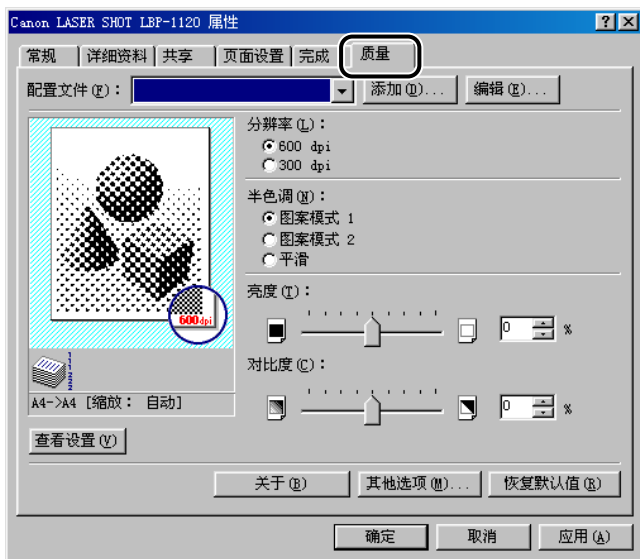 Canon LASER SHOT LBP-1120 属性
常规 详细资料 共享 页面设置 完成 质量
配置文件(F)： 添加(D)... 编辑(E)...
分辨率(L)：
600 dpi
300 dpi
半色调(N)：
图案模式 1
图案模式 2
平滑
600dpi
亮度(T)：
0 %
对比度(C)：
0 %
1 1 2 2
A4->A4 [缩放： 自动]
查看设置(V)
关于(B) 其他选项(M)... 恢复默认值(R)
确定 取消 应用(A)